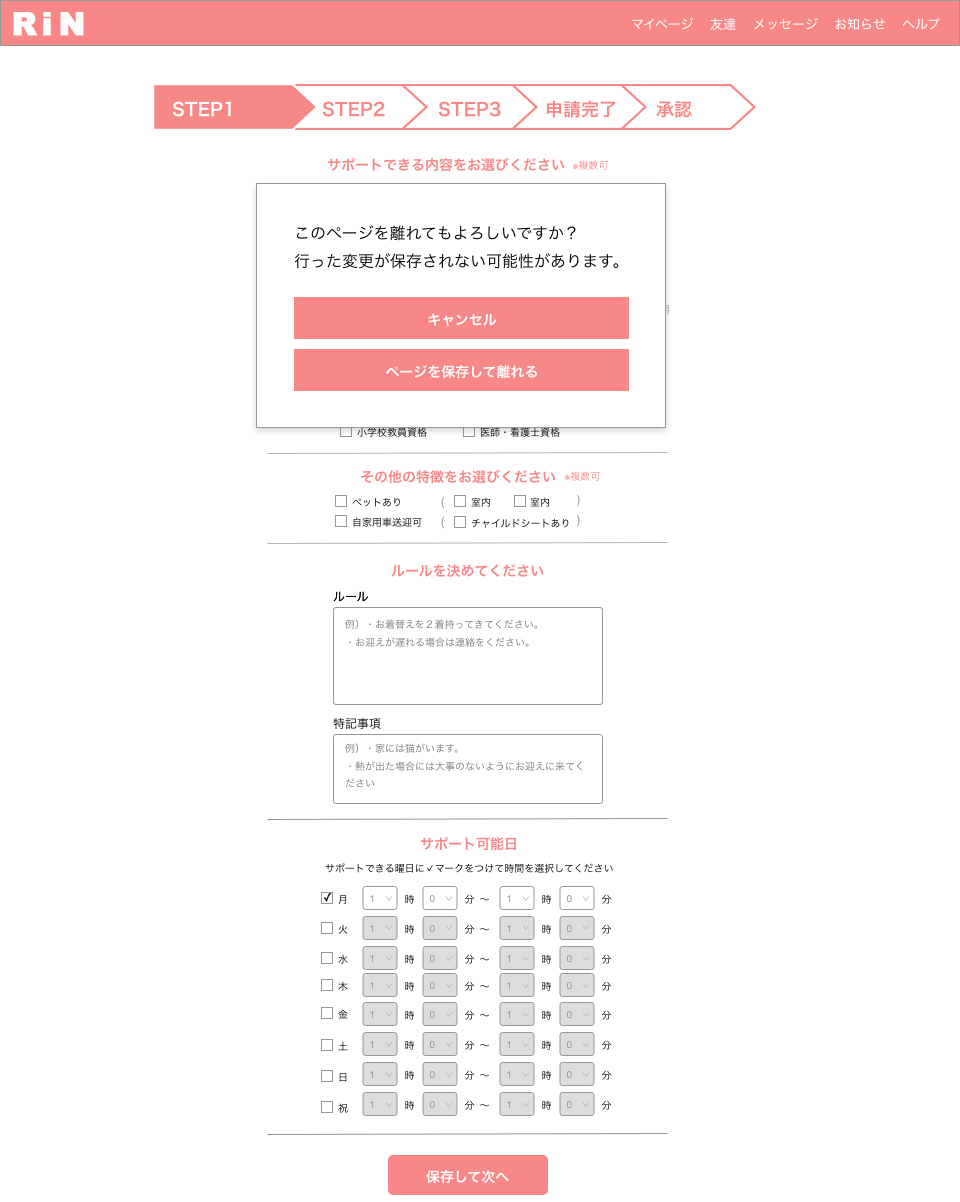 RiN
マイページ 友達 メッセージ お知らせ ヘルプ
STEP1 STEP2 STEP3 申請完了 承認
サポートできる内容をお選びください ※複数可
このページを離れてもよろしいですか？
行った変更が保存されない可能性があります。
キャンセル
ページを保存して離れる
小学校教員資格 医師・看護士資格
その他の特徴をお選びください ※複数可
ペットあり ( 室内 室内 )
自家用車送迎可 ( チャイルドシートあり )
ルールを決めてください
ルール
例）・お着替えを２着持ってきてください。
・お迎えが遅れる場合は連絡をください。
特記事項
例）・家には猫がいます。
・熱が出た場合には大事のないようにお迎えに来てく
ださい
サポート可能日
サポートできる曜日に✓マークをつけて時間を選択してください
月 1 時 0 分 〜 1 時 0 分
火 1 時 0 分 〜 1 時 0 分
水 1 時 0 分 〜 1 時 0 分
木 1 時 0 分 〜 1 時 0 分
金 1 時 0 分 〜 1 時 0 分
土 1 時 0 分 〜 1 時 0 分
日 1 時 0 分 〜 1 時 0 分
祝 1 時 0 分 〜 1 時 0 分
保存して次へ